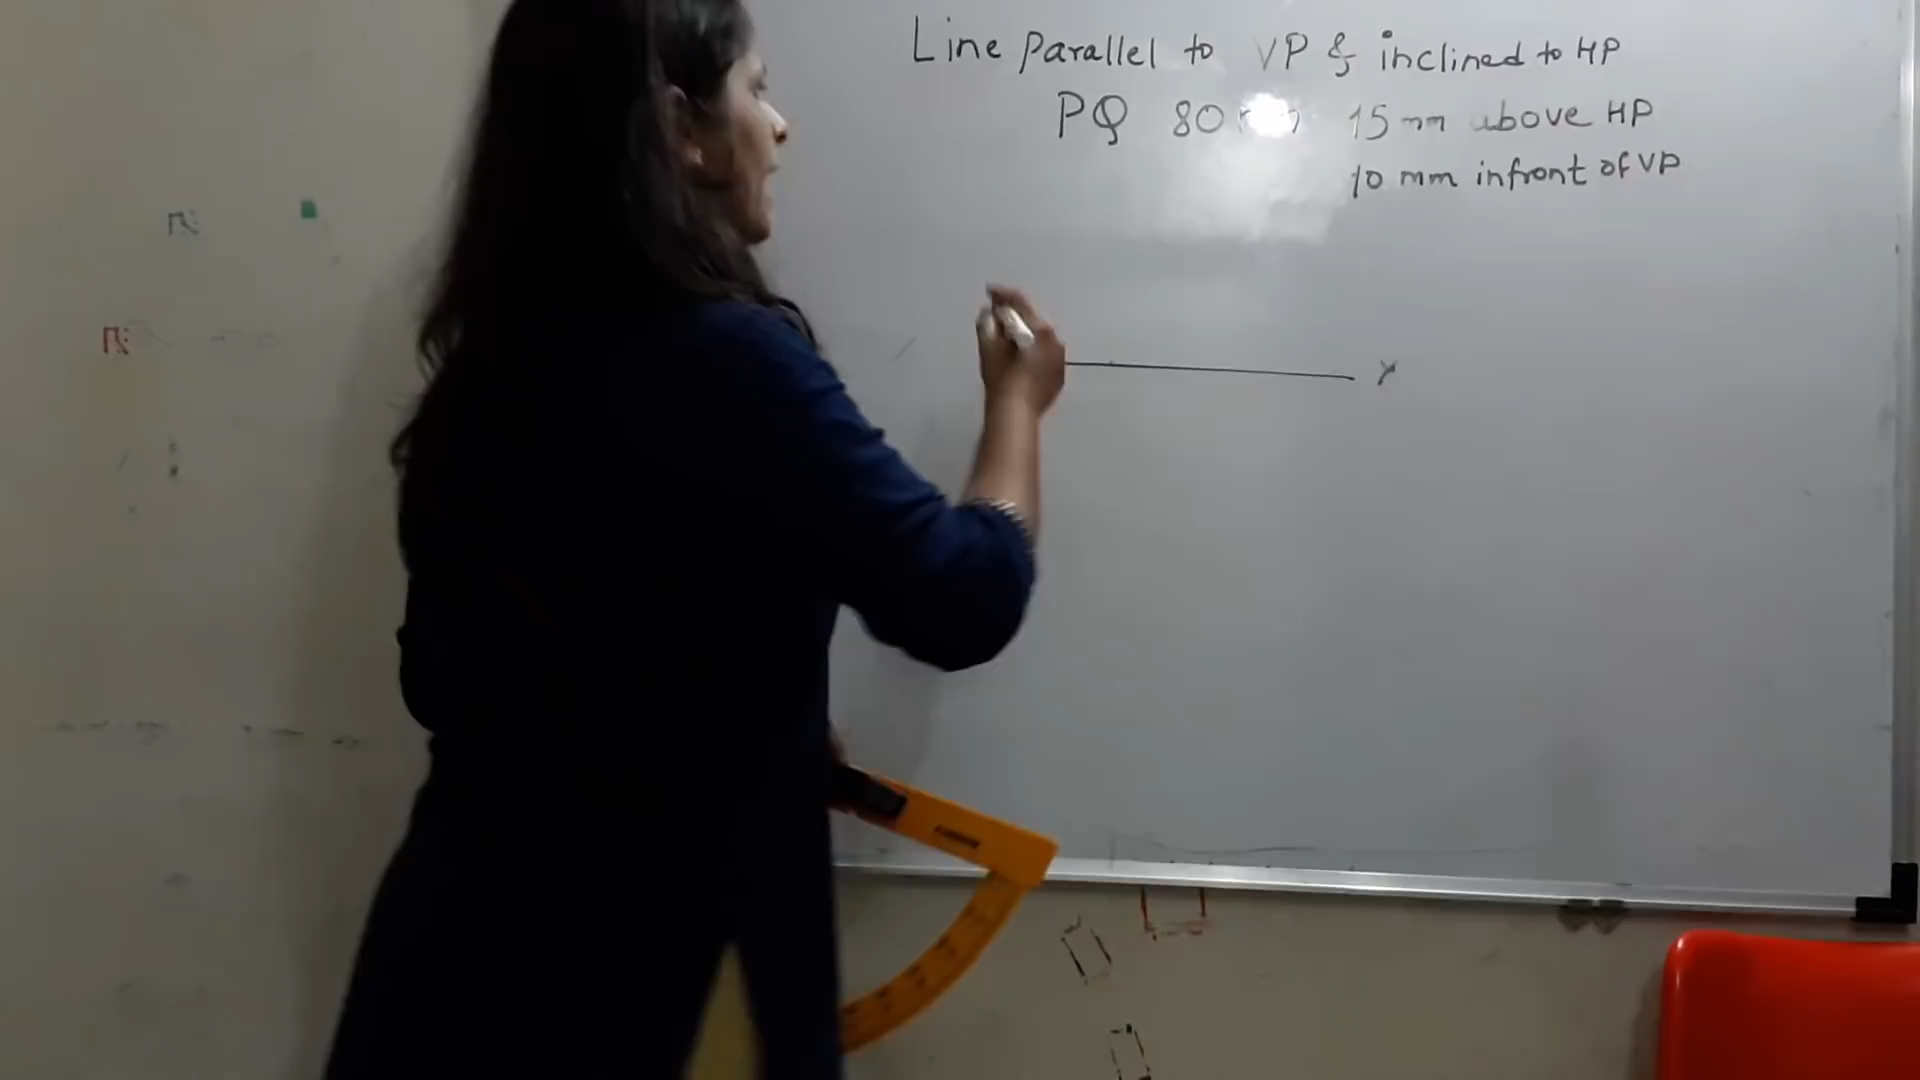 Line parallel to VP & inclined to HP
PQ 80 15 mm above HP
10 mm infront of VP
Y